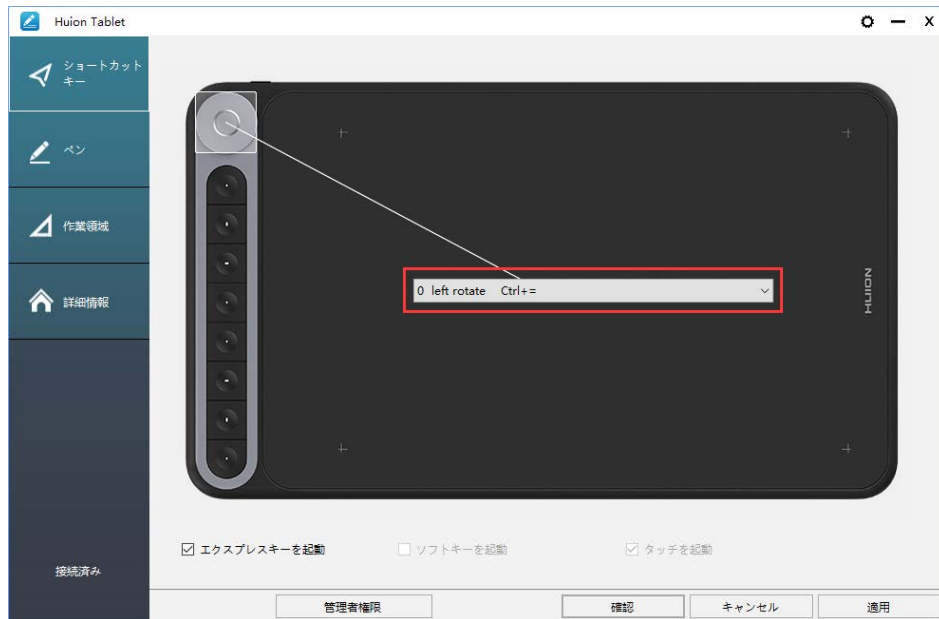 Huion Tablet
ショートカット
キー
ペン
作業領域
詳細情報
接続済み
0 left rotate Ctrl+=
HUION
エクスプレスキーを起動
ソフトキーを起動
タッチを起動
管理者権限
確認
キャンセル
適用